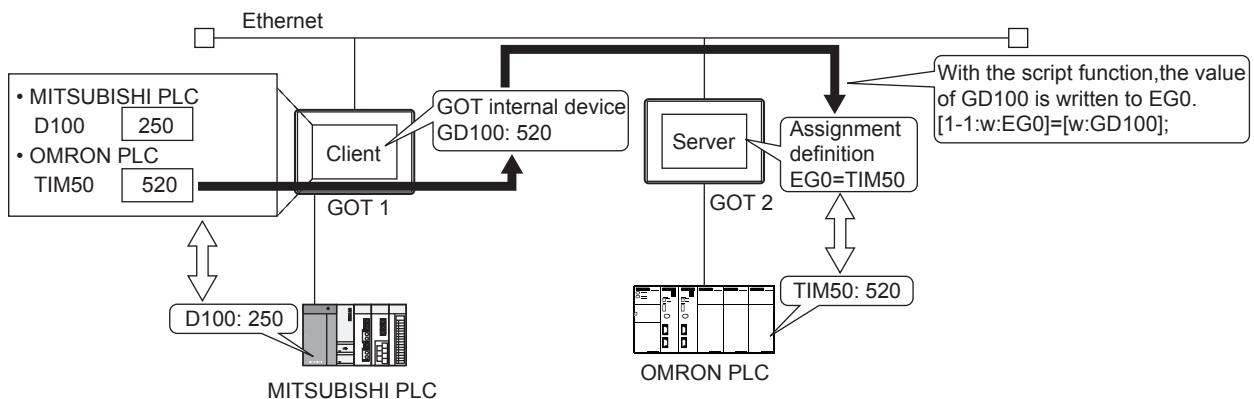 Ethernet
• MITSUBISHI PLC
D100 250
• OMRON PLC
TIM50 520
Client
GOT 1
GOT internal device
GD100: 520
Server
GOT 2
Assignment
definition
EG0=TIM50
With the script function,the value
of GD100 is written to EG0.
[1-1:w:EG0]=[w:GD100];
D100: 250
MITSUBISHI PLC
TIM50: 520
OMRON PLC